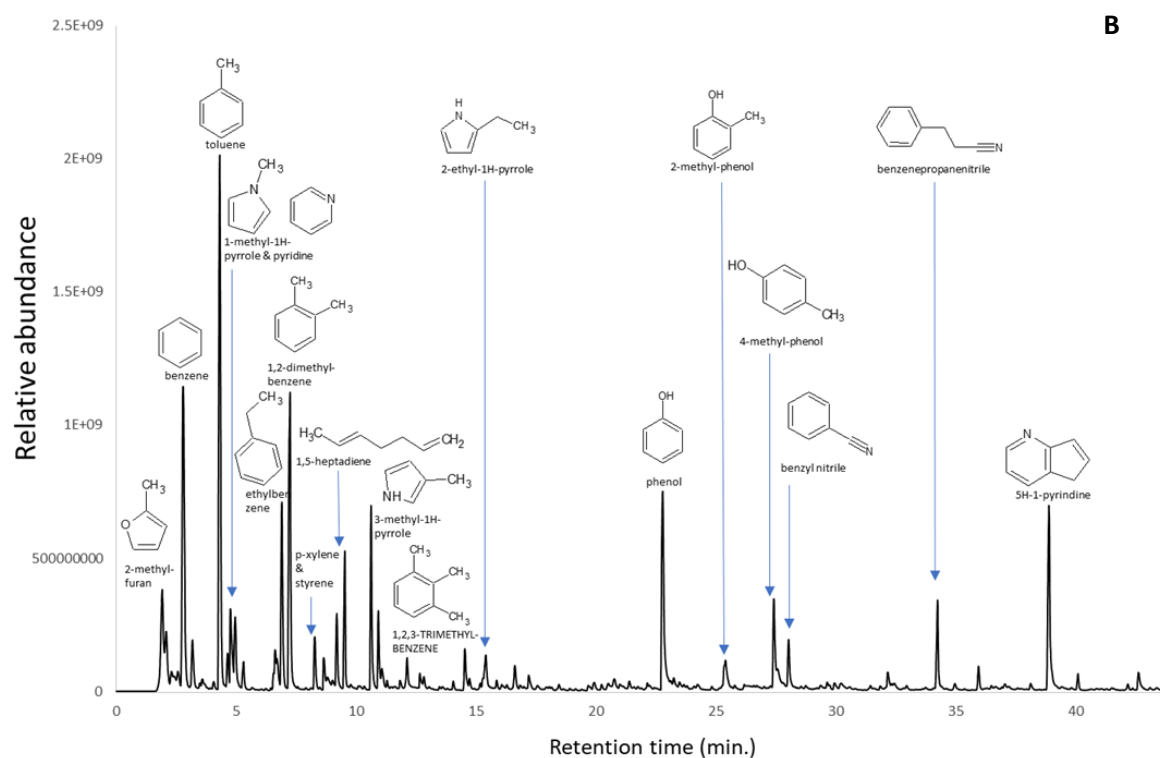 B
2.5E+09
2E+09
1.5E+09
1E+09
500000000
0
Relative abundance
0
5
10
15
20
25
30
35
40
Retention time (min.)
CH3
O
2-methyl-
furan
benzene
CH3
toluene
CH3
N
N
1-methyl-1H-
pyrrole & pyridine
CH3
CH3
1,2-dimethyl-
benzene
CH3
ethylben
zene
H3C
CH2
1,5-heptadiene
p-xylene
&
styrene
NH
CH3
3-methyl-1H-
pyrrole
CH3
CH3
CH3
1,2,3-TRIMETHYL-
BENZENE
H
N
CH3
2-ethyl-1H-pyrrole
OH
phenol
OH
CH3
2-methyl-phenol
HO
CH3
4-methyl-phenol
N
benzyl nitrile
N
benzenepropanenitrile
N
5H-1-pyrindine